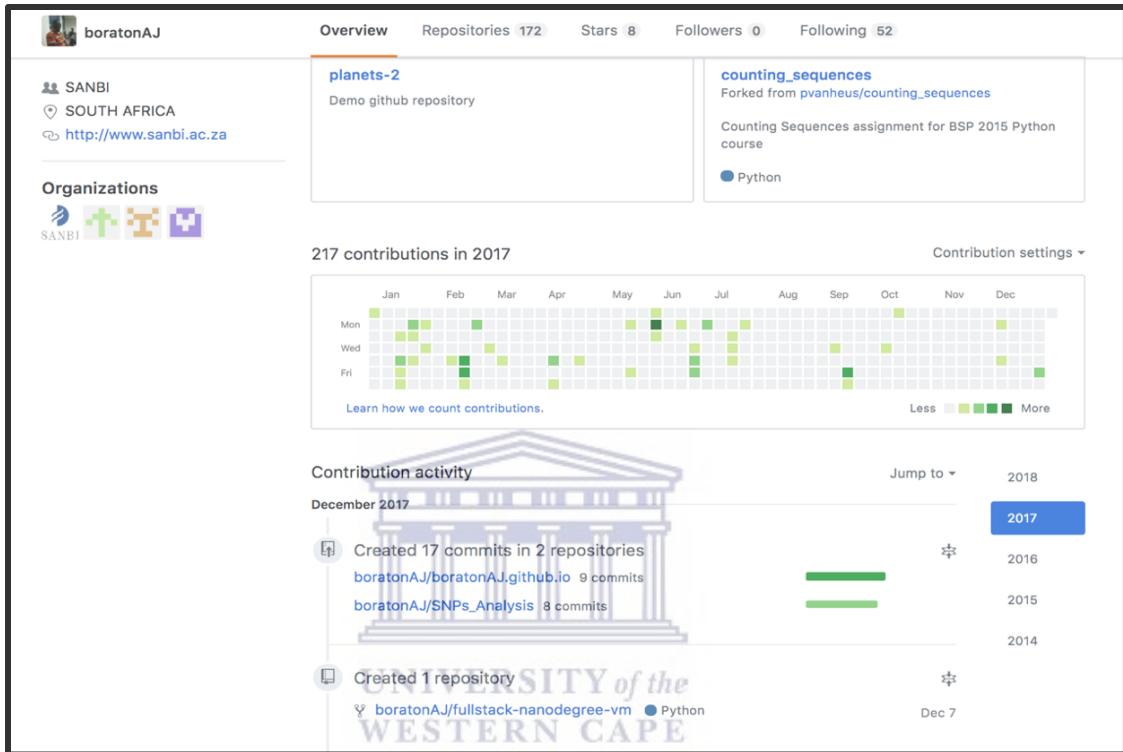 boratonAJ
Overview Repositories 172 Stars 8 Followers 0 Following 52
SANBI
SOUTH AFRICA
http://www.sanbi.ac.za
Organizations
SANBI
planets-2
Demo github repository
counting_sequences
Forked from pvanheus/counting_sequences
Counting Sequences assignment for BSP 2015 Python
course
Python
217 contributions in 2017
Contribution settings
Jan Feb Mar Apr May Jun Jul Aug Sep Oct Nov Dec
Mon
Wed
Fri
Learn how we count contributions.
Less More
Contribution activity
Jump to
December 2017
Created 17 commits in 2 repositories
boratonAJ/boratonAJ.github.io 9 commits
boratonAJ/SNPs_Analysis 8 commits
Created 1 repository
boratonAJ/fullstack-nanodegree-vm Python
Dec 7
2018
2017
2016
2015
2014
UNIVERSITY of the
WESTERN CAPE